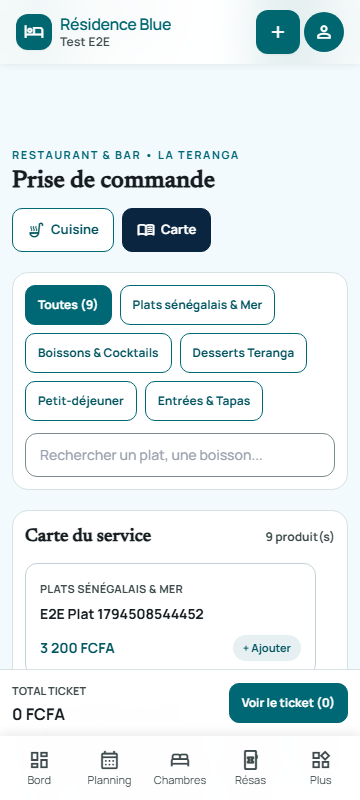 Résidence Blue
Test E2E
RESTAURANT & BAR • LA TERANGA
Prise de commande
Cuisine
Carte
Toutes (9)
Plats sénégalais & Mer
Boissons & Cocktails
Desserts Teranga
Petit-déjeuner
Entrées & Tapas
Rechercher un plat, une boisson...
Carte du service
9 produit(s)
PLATS SÉNÉGALAIS & MER
E2E Plat 1794508544452
3 200 FCFA
+ Ajouter
TOTAL TICKET
0 FCFA
Voir le ticket (0)
Bord
Planning
Chambres
Résas
Plus